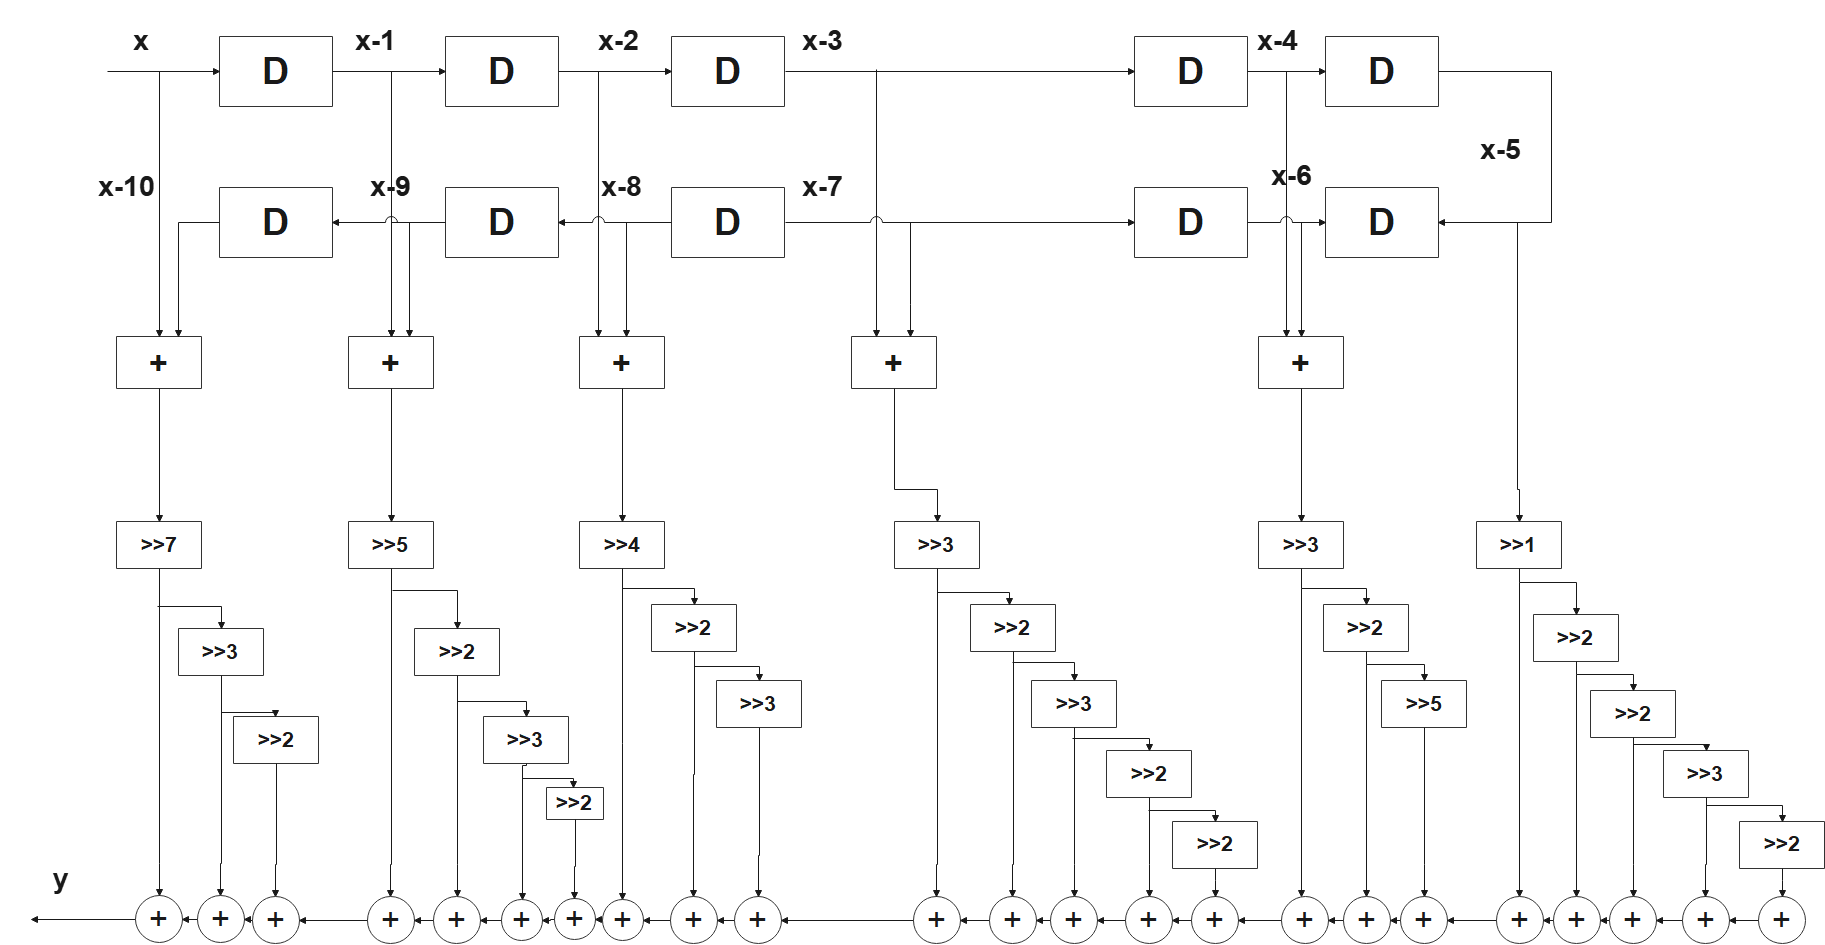 x x-1 x-2 x-3 x-4
D D D D D
x-5
x-10 x-9 x-8 x-7 x-6
D D D D D
+ + + + +
>>7 >>5 >>4 >>3 >>3 >>1
>>2 >>2 >>2
>>3 >>2 >>2
>>3 >>3 >>5 >>2
>>2 >>3
>>2 >>3
>>2
>>2 >>2
y
+ + + + + + + + + + + + + + + + + + + + + + +